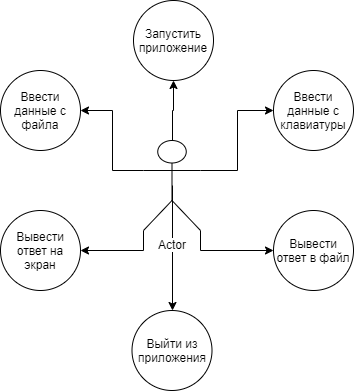 Запустить
приложение
Ввести
данные с
файла
Ввести
данные с
клавиатуры
Actor
Вывести
ответ на
экран
Вывести
ответ в файл
Выйти из
приложения